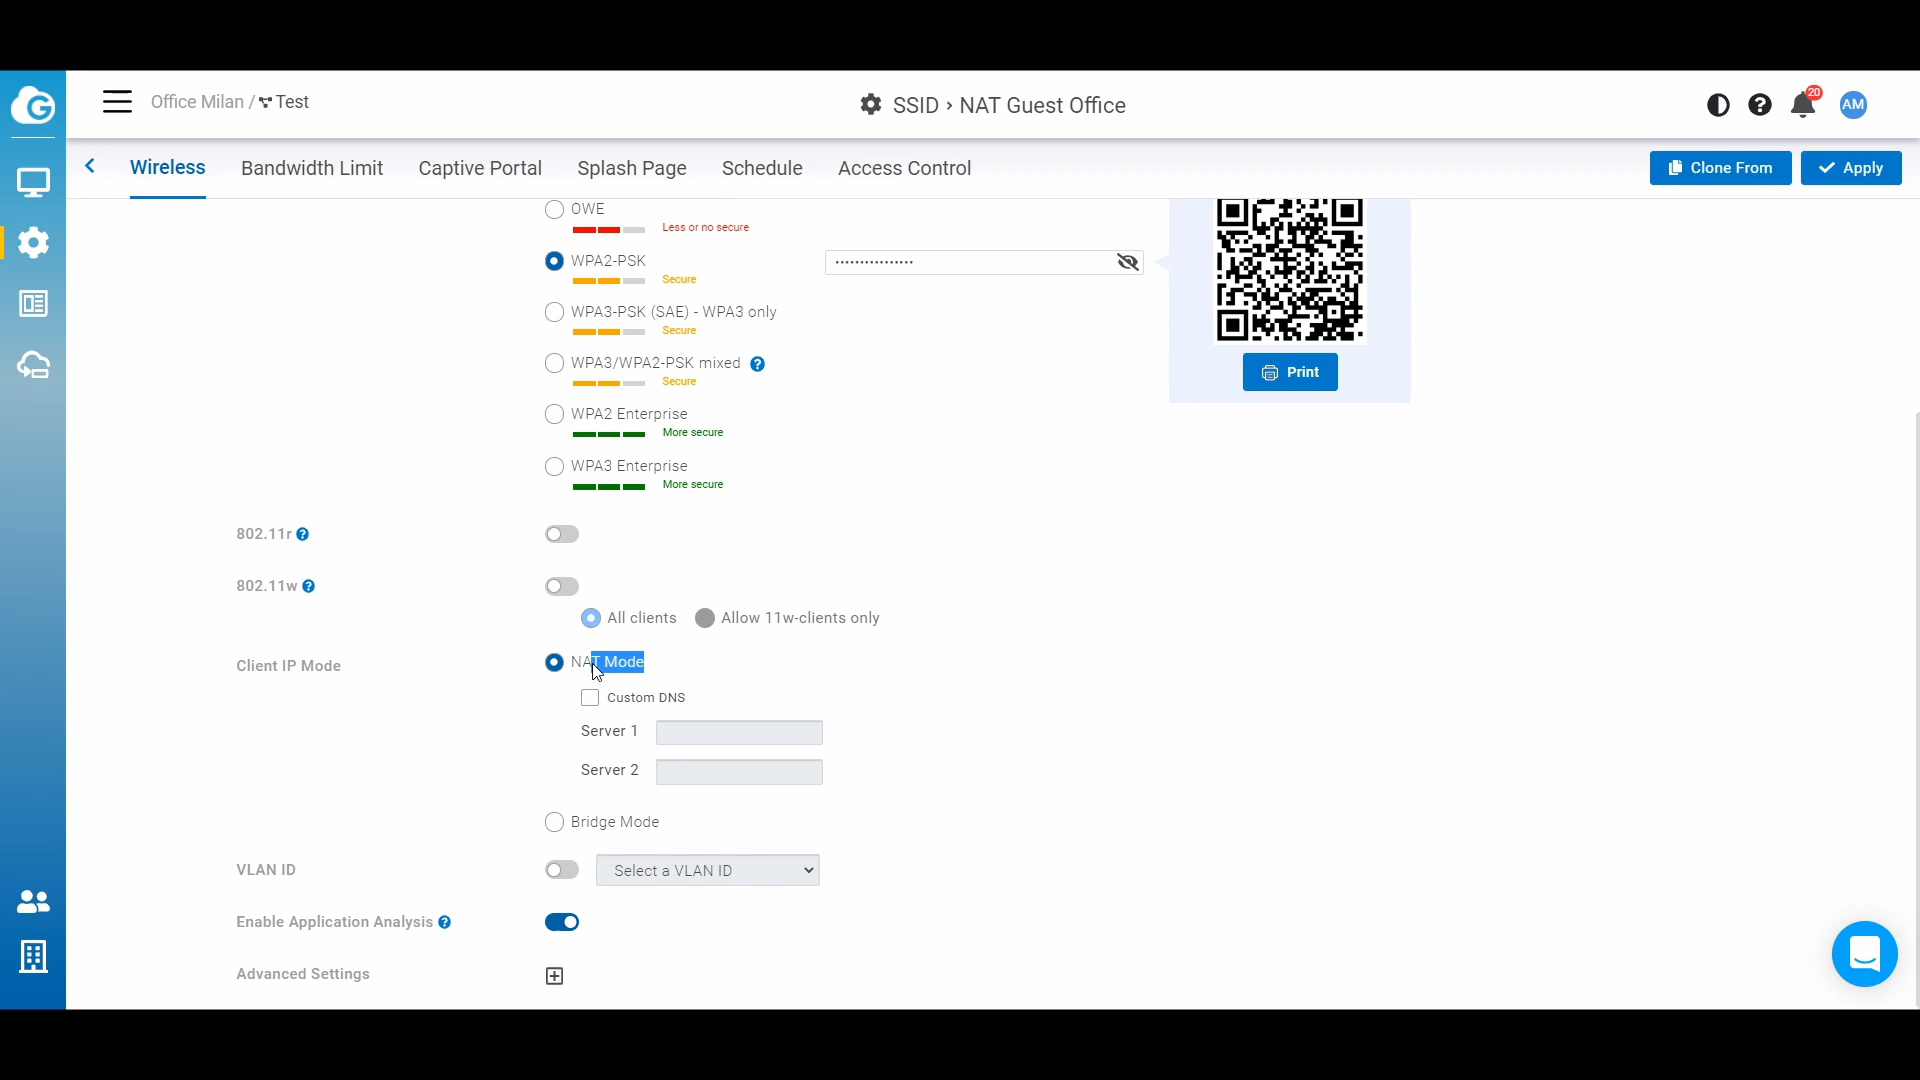 Office Milan / Test
SSID › NAT Guest Office
20
AM
Wireless
Bandwidth Limit
Captive Portal
Splash Page
Schedule
Access Control
Clone From
Apply
OWE
Less or no secure
WPA2-PSK
Secure
••••••••••••••••
WPA3-PSK (SAE) - WPA3 only
Secure
WPA3/WPA2-PSK mixed
Secure
Print
WPA2 Enterprise
More secure
WPA3 Enterprise
More secure
802.11r
802.11w
All clients
Allow 11w-clients only
Client IP Mode
NAT Mode
Custom DNS
Server 1
Server 2
Bridge Mode
VLAN ID
Select a VLAN ID
Enable Application Analysis
Advanced Settings